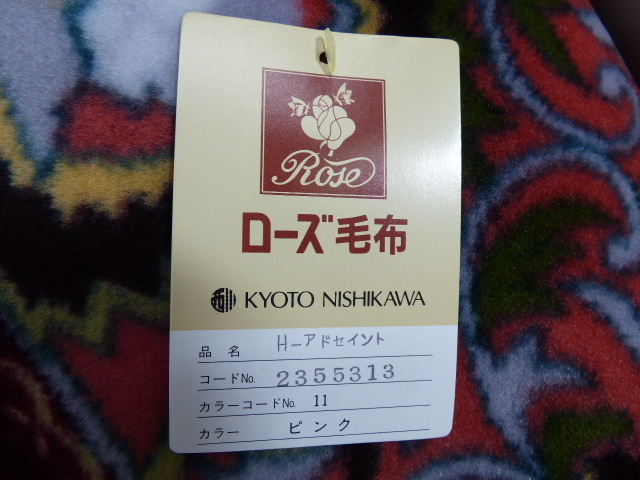 Rose
ローズ毛布
KYOTO NISHIKAWA
品名 H-アドセイント
コードNo. 2355313
カラーコードNo. 11
カラー ピンク